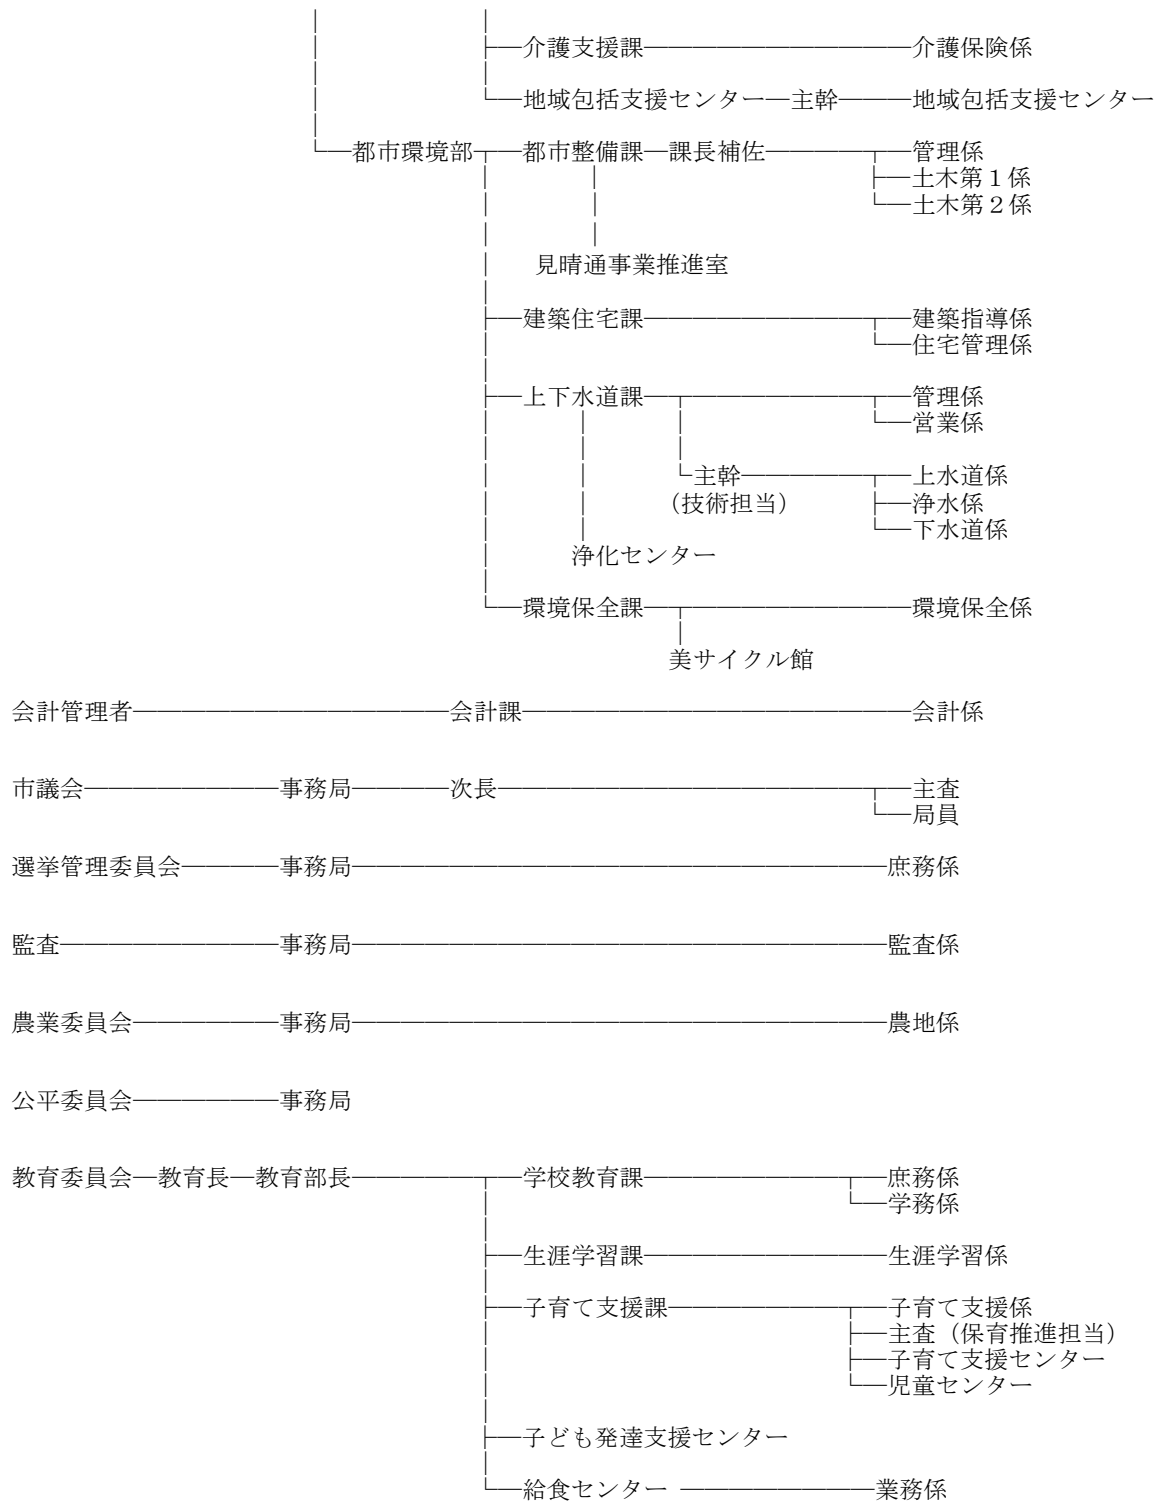 介護支援課 介護保険係
地域包括支援センター 主幹 地域包括支援センター
都市環境部 都市整備課 課長補佐 管理係
土木第１係
土木第２係
見晴通事業推進室
建築住宅課 建築指導係
住宅管理係
上下水道課 管理係
営業係
主幹 上水道係
（技術担当） 浄水係
下水道係
浄化センター
環境保全課 環境保全係
美サイクル館
会計管理者 会計課 会計係
市議会 事務局 次長 主査
局員
選挙管理委員会 事務局 庶務係
監査 事務局 監査係
農業委員会 事務局 農地係
公平委員会 事務局
教育委員会 教育長 教育部長 学校教育課 庶務係
学務係
生涯学習課 生涯学習係
子育て支援課 子育て支援係
主査（保育推進担当）
子育て支援センター
児童センター
子ども発達支援センター
給食センター 業務係